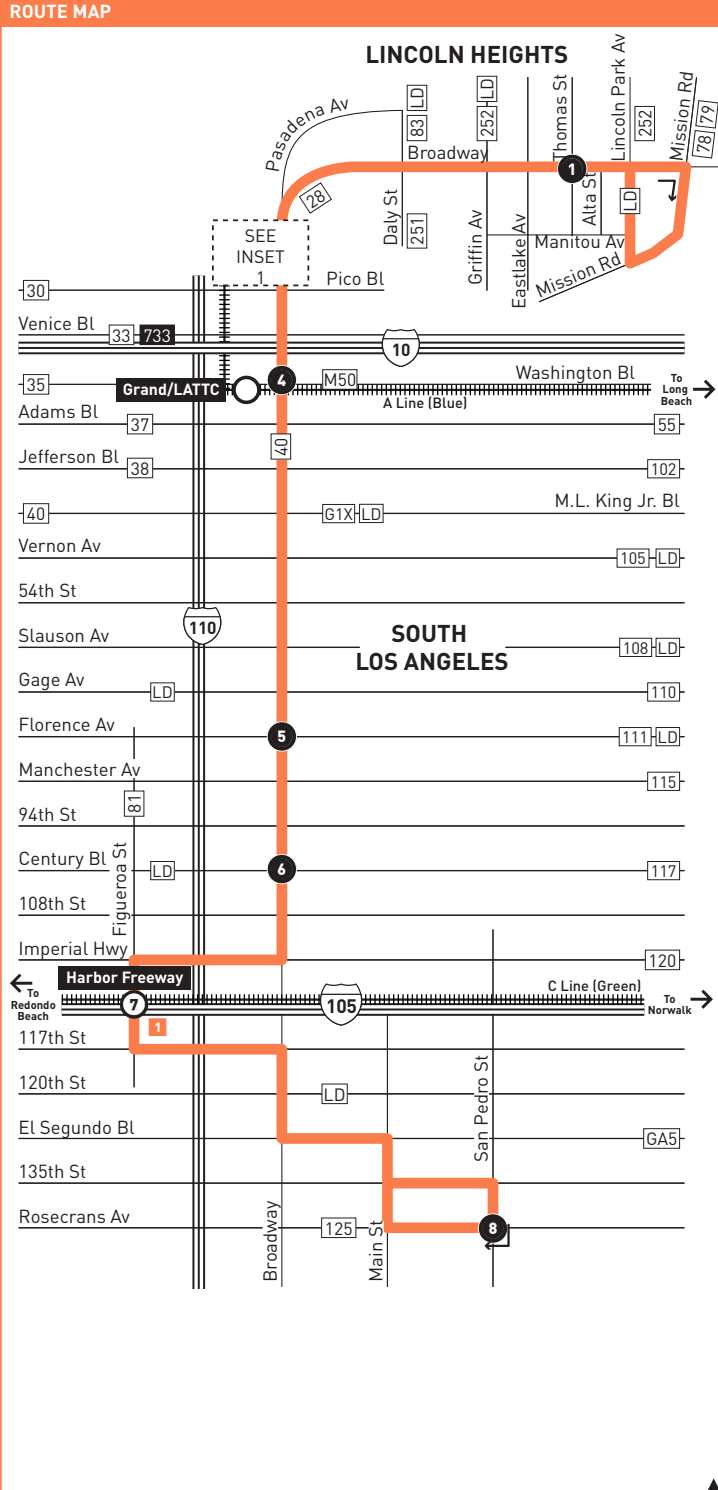 ROUTE MAP
LINCOLN HEIGHTS
Pasadena Av
83 LD
252 LD
Thomas St
Lincoln Park Av
252
Mission Rd
78 79
Broadway
1
28
Daly St
251
Griffin Av
Eastlake Av
Alta St
LD
Manitou Av
Mission Rd
SEE
INSET
1
30
Pico Bl
Venice Bl
33 733
10
35
Grand/LATTC
4
M50
Washington Bl
A Line (Blue)
To
Long
Beach
Adams Bl
37
55
40
Jefferson Bl
38
102
40
G1X LD
M.L. King Jr. Bl
Vernon Av
105 LD
54th St
110
Slauson Av
SOUTH
LOS ANGELES
108 LD
Gage Av
LD
110
Florence Av
5
111 LD
Manchester Av
115
81
94th St
Figueroa St
Century Bl
LD
6
117
108th St
Imperial Hwy
120
Harbor Freeway
To
Redondo
Beach
7
1
105
C Line (Green)
To
Norwalk
117th St
120th St
LD
San Pedro St
El Segundo Bl
GA5
135th St
Rosecrans Av
Broadway
125
Main St
8